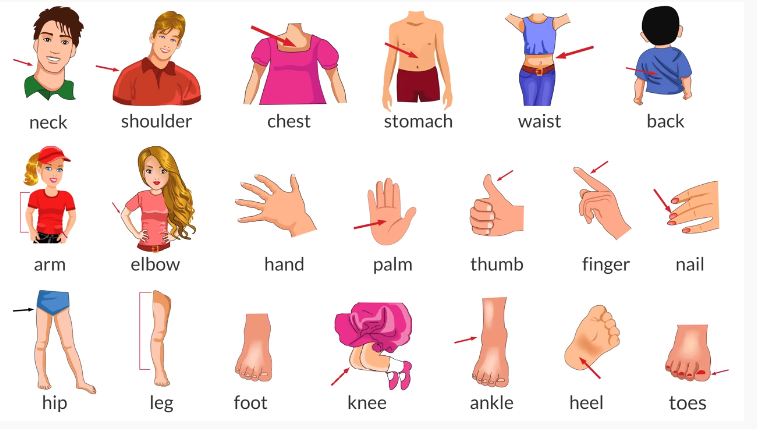 neck shoulder chest stomach waist back
arm elbow hand palm thumb finger nail
hip leg foot knee ankle heel toes